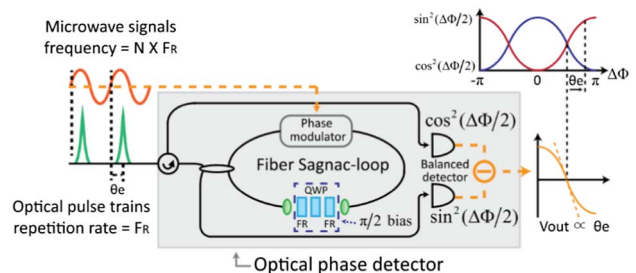 Microwave signals
frequency = N X FR
θe
Optical pulse trains
repetition rate = FR
Phase
modulator
Fiber Sagnac-loop
QWP
FR FR
π/2 bias
Optical phase detector
cos²(ΔΦ/2)
Balanced
detector
sin²(ΔΦ/2)
sin²(ΔΦ/2)
cos²(ΔΦ/2)
-π 0 θe π ΔΦ
Vout ∝ θe